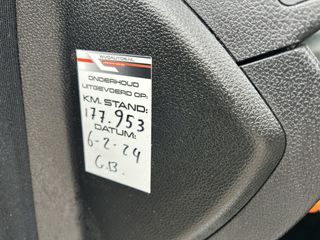 ONDERHOUD
UITGEVOERD OP:
KM. STAND:
177.953
DATUM:
6-2-24
G.B.